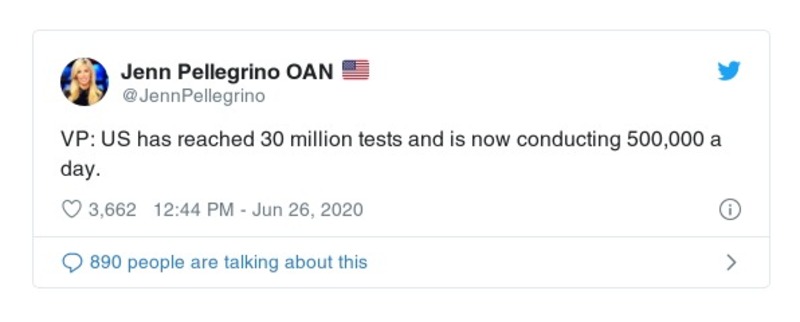 Jenn Pellegrino OAN 🇺🇸
@JennPellegrino
VP: US has reached 30 million tests and is now conducting 500,000 a
day.
3,662 12:44 PM - Jun 26, 2020
890 people are talking about this